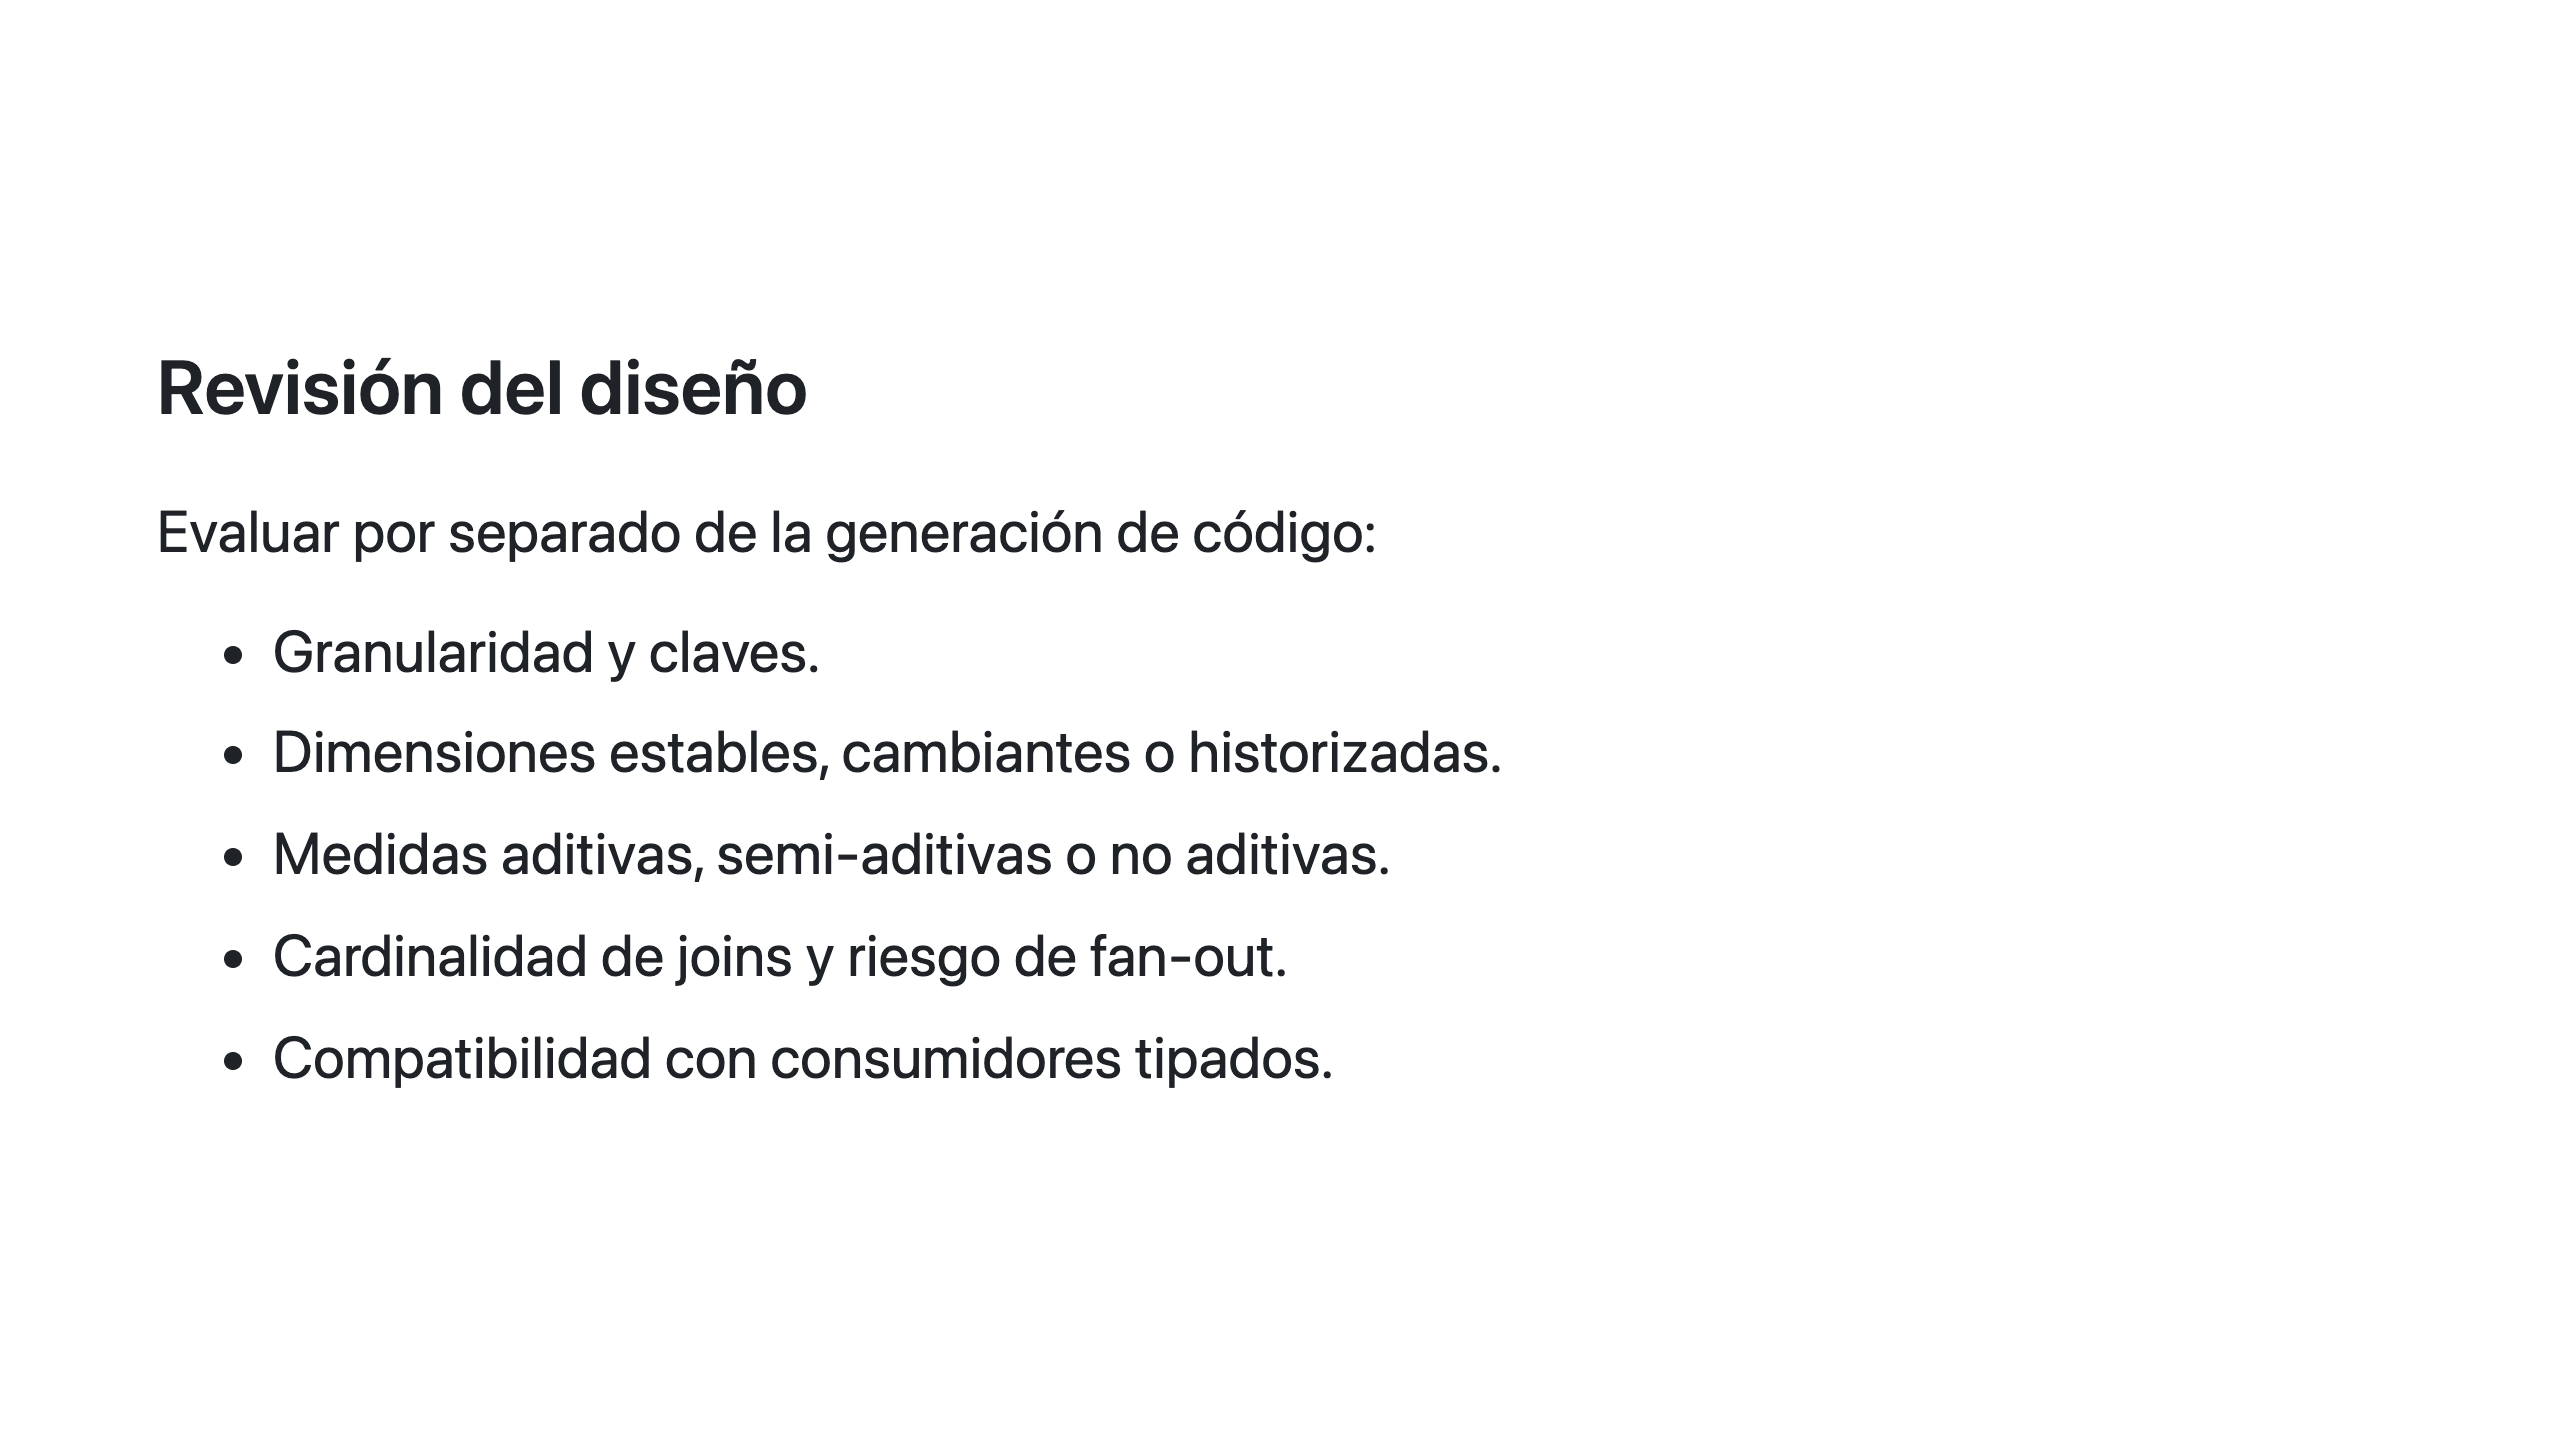 Revisión del diseño
Evaluar por separado de la generación de código:
• Granularidad y claves.
• Dimensiones estables, cambiantes o historizadas.
• Medidas aditivas, semi-aditivas o no aditivas.
• Cardinalidad de joins y riesgo de fan-out.
• Compatibilidad con consumidores tipados.